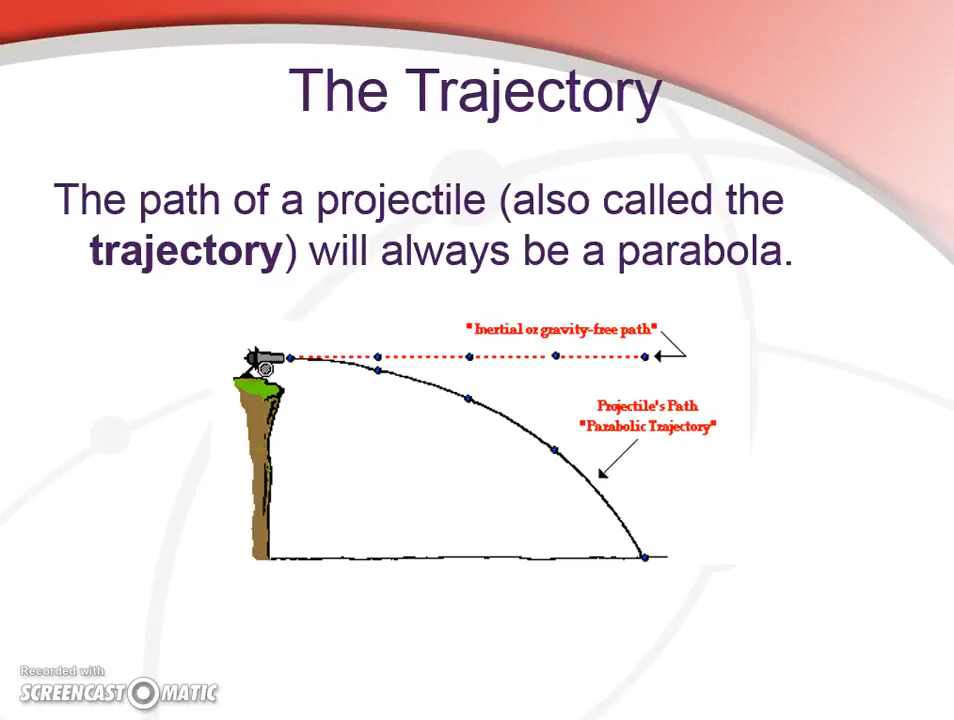 The Trajectory
The path of a projectile (also called the
trajectory) will always be a parabola.
"Inertial or gravity-free path"
Projectile's Path
"Parabolic Trajectory"
Recorded with
SCREENCAST-O-MATIC